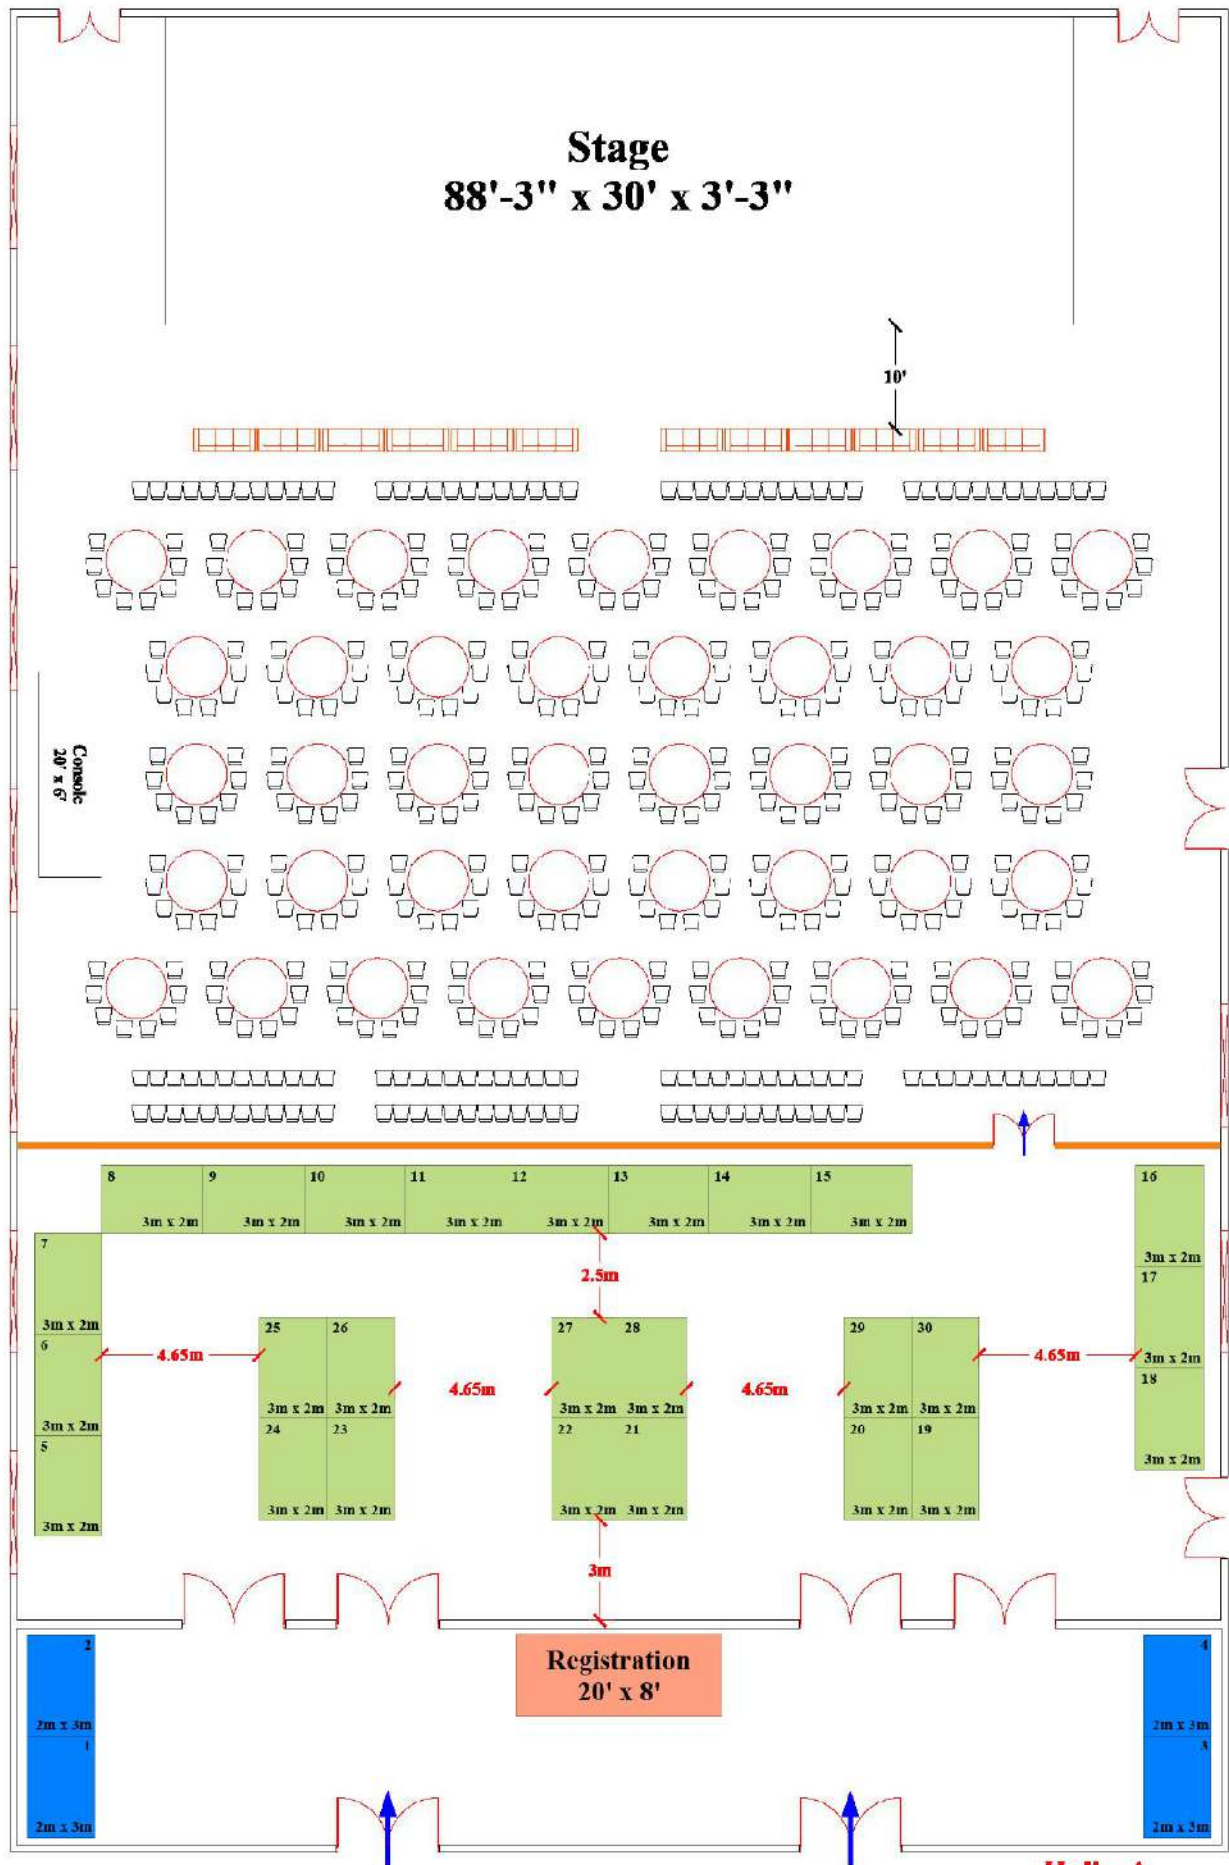 Stage
88'-3" x 30' x 3'-3"
10'
Console
20' x 6'
8 9 10 11 12 13 14 15 16
3m x 2m 3m x 2m 3m x 2m 3m x 2m 3m x 2m 3m x 2m 3m x 2m 3m x 2m
7
3m x 2m
17
2.5m
25 26 27 28 29 30
3m x 2m
6
4.65m 4.65m
3m x 2m
18
4.65m 4.65m
3m x 2m 3m x 2m 3m x 2m 3m x 2m 3m x 2m 3m x 2m
3m x 2m
24 23 22 21 20 19
5
3m x 2m
3m x 2m 3m x 2m 3m x 2m 3m x 2m 3m x 2m 3m x 2m
3m x 2m
3m
2 4
Registration
20' x 8'
2m x 3m 2m x 3m
1 3
2m x 3m 2m x 3m